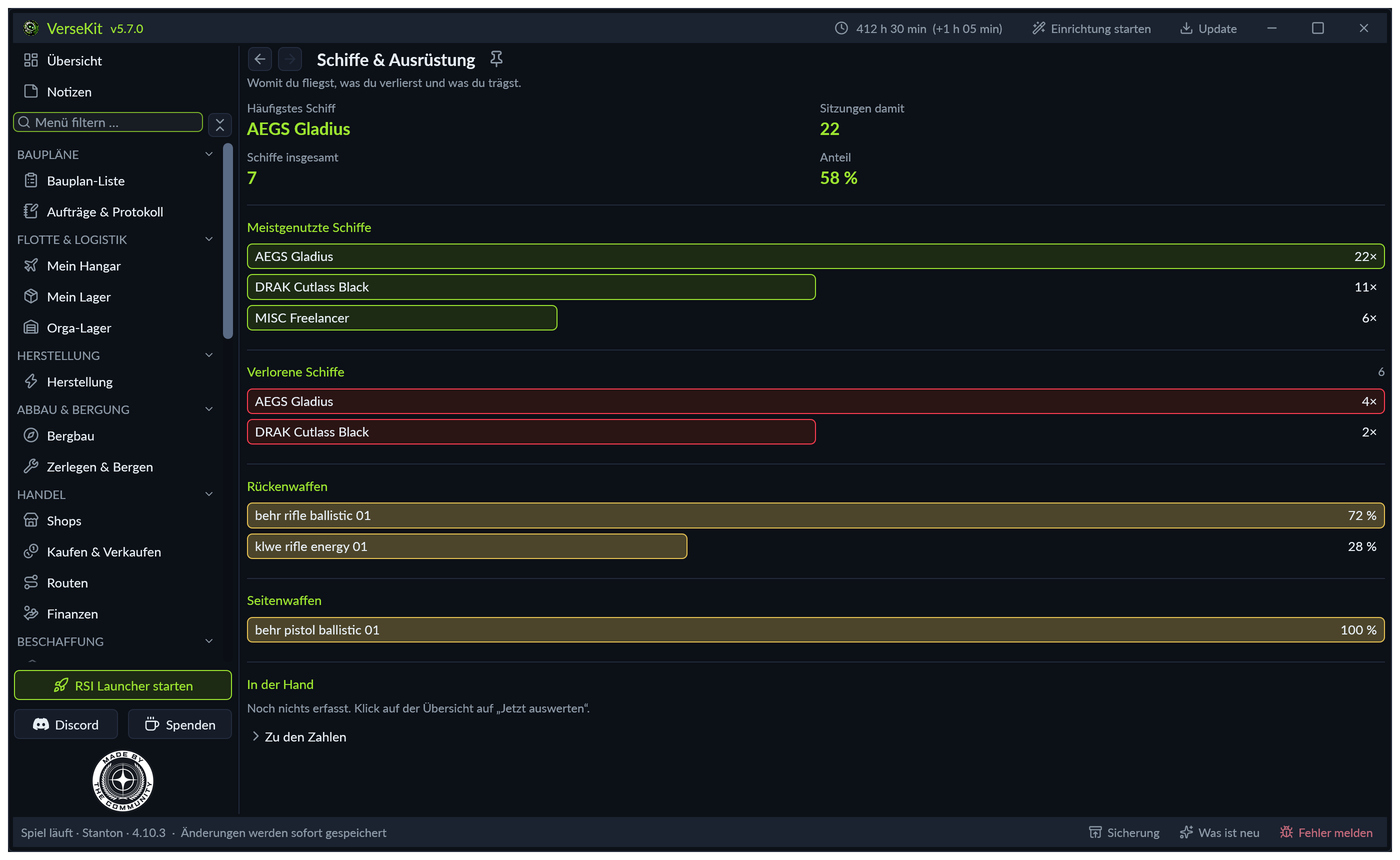 VerseKit v5.7.0
412 h 30 min (+1 h 05 min)
Einrichtung starten
Update
Übersicht
Notizen
Menü filtern ...
BAUPLÄNE
Bauplan-Liste
Aufträge & Protokoll
FLOTTE & LOGISTIK
Mein Hangar
Mein Lager
Orga-Lager
HERSTELLUNG
Herstellung
ABBAU & BERGUNG
Bergbau
Zerlegen & Bergen
HANDEL
Shops
Kaufen & Verkaufen
Routen
Finanzen
BESCHAFFUNG
RSI Launcher starten
Discord
Spenden
MADE BY
THE COMMUNITY
Schiffe & Ausrüstung
Womit du fliegst, was du verlierst und was du trägst.
Häufigstes Schiff
AEGS Gladius
Sitzungen damit
22
Schiffe insgesamt
7
Anteil
58 %
Meistgenutzte Schiffe
AEGS Gladius 22×
DRAK Cutlass Black 11×
MISC Freelancer 6×
Verlorene Schiffe 6
AEGS Gladius 4×
DRAK Cutlass Black 2×
Rückenwaffen
behr rifle ballistic 01 72 %
klwe rifle energy 01 28 %
Seitenwaffen
behr pistol ballistic 01 100 %
In der Hand
Noch nichts erfasst. Klick auf der Übersicht auf „Jetzt auswerten“.
Zu den Zahlen
Spiel läuft · Stanton · 4.10.3 · Änderungen werden sofort gespeichert
Sicherung
Was ist neu
Fehler melden